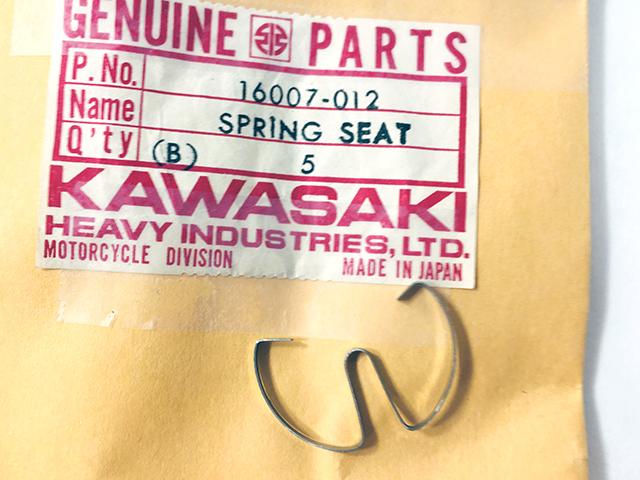 GENUINE PARTS
P. No. 16007-012
Name SPRING SEAT
Q'ty (B) 5
KAWASAKI
HEAVY INDUSTRIES, LTD.
MOTORCYCLE DIVISION MADE IN JAPAN